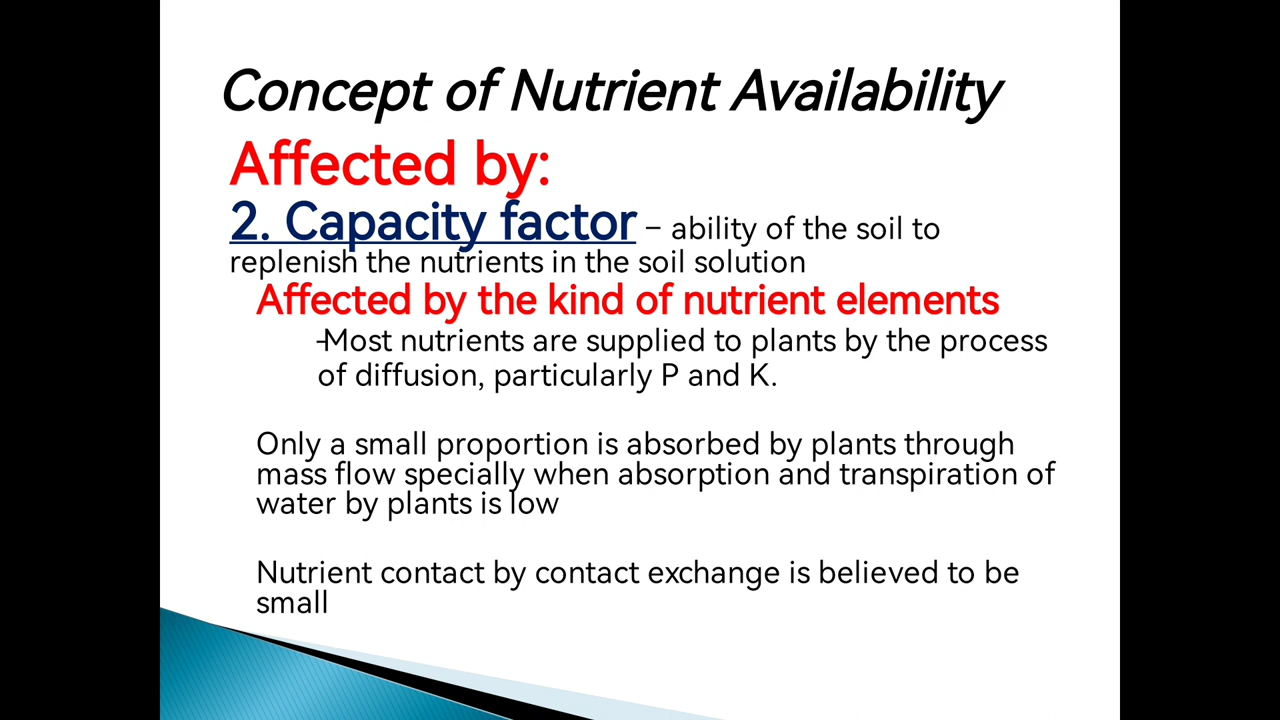 Concept of Nutrient Availability
Affected by:
2. Capacity factor – ability of the soil to
replenish the nutrients in the soil solution
Affected by the kind of nutrient elements
-Most nutrients are supplied to plants by the process
of diffusion, particularly P and K.
Only a small proportion is absorbed by plants through
mass flow specially when absorption and transpiration of
water by plants is low
Nutrient contact by contact exchange is believed to be
small